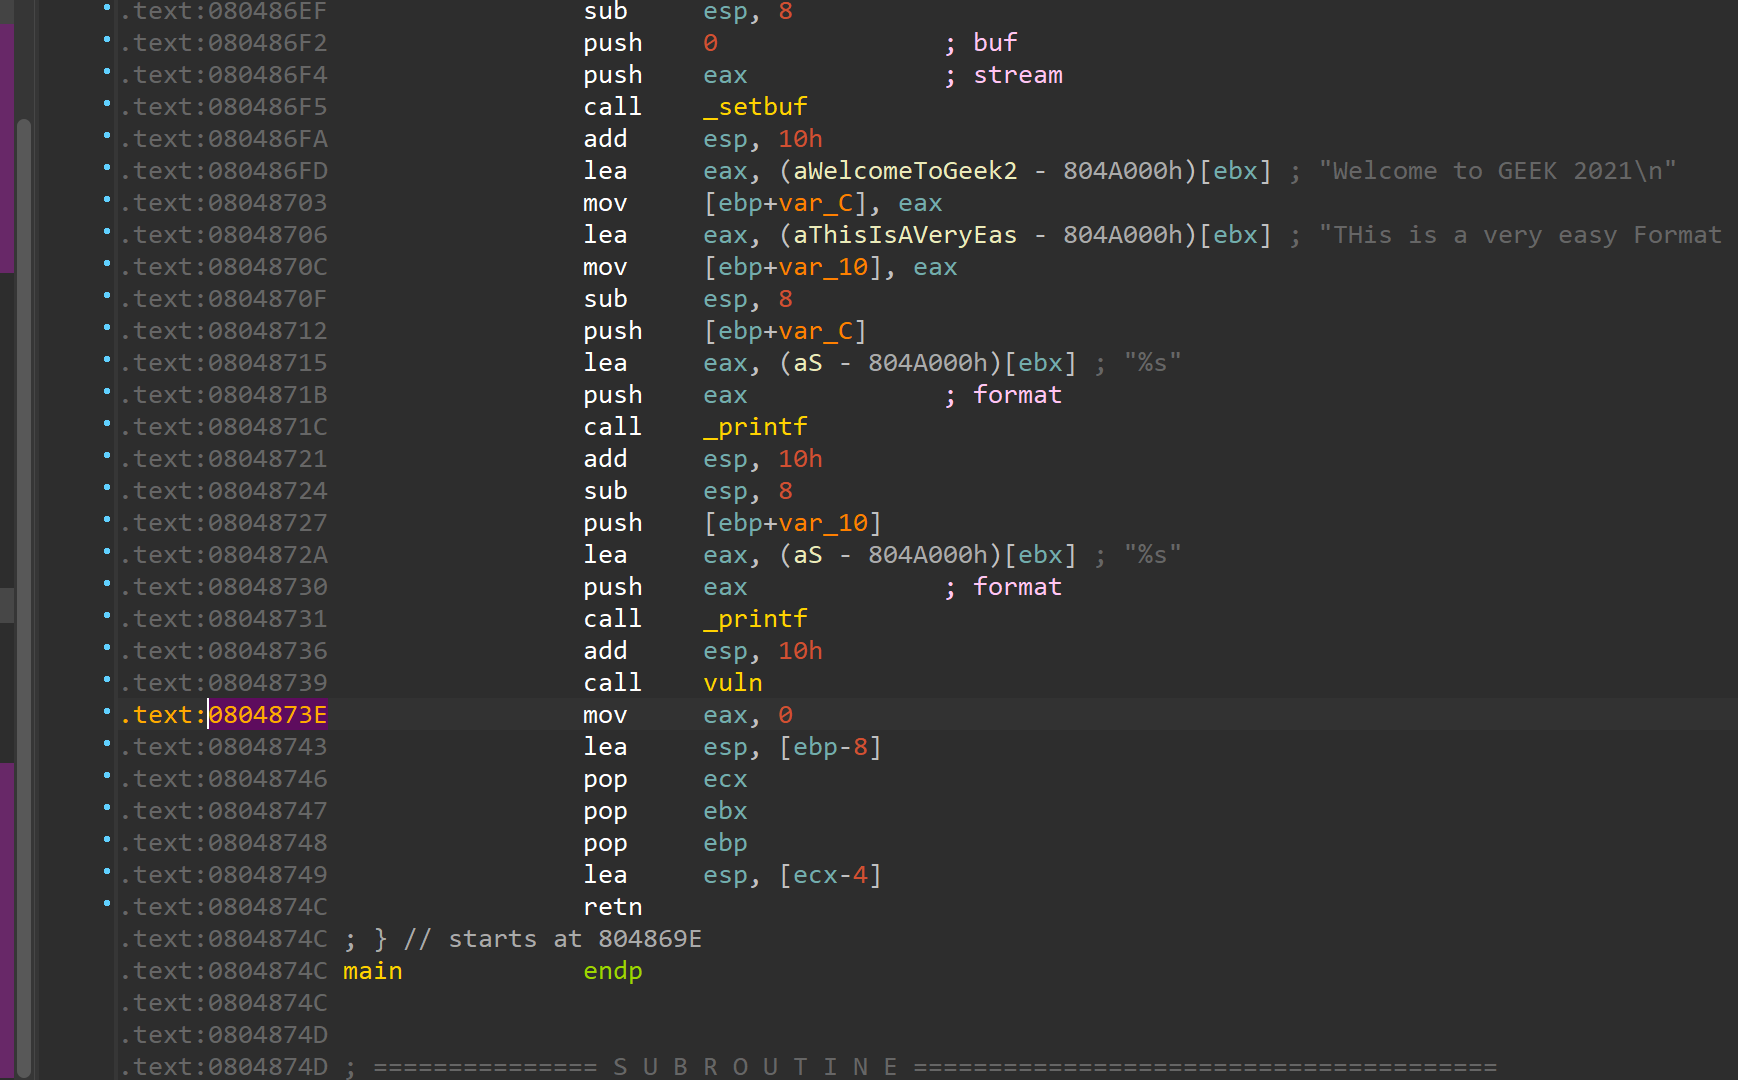 .text:080486EF sub esp, 8
.text:080486F2 push 0 ; buf
.text:080486F4 push eax ; stream
.text:080486F5 call _setbuf
.text:080486FA add esp, 10h
.text:080486FD lea eax, (aWelcomeToGeek2 - 804A000h)[ebx] ; "Welcome to GEEK 2021\n"
.text:08048703 mov [ebp+var_C], eax
.text:08048706 lea eax, (aThisIsAVeryEas - 804A000h)[ebx] ; "THis is a very easy Format
.text:0804870C mov [ebp+var_10], eax
.text:0804870F sub esp, 8
.text:08048712 push [ebp+var_C]
.text:08048715 lea eax, (aS - 804A000h)[ebx] ; "%s"
.text:0804871B push eax ; format
.text:0804871C call _printf
.text:08048721 add esp, 10h
.text:08048724 sub esp, 8
.text:08048727 push [ebp+var_10]
.text:0804872A lea eax, (aS - 804A000h)[ebx] ; "%s"
.text:08048730 push eax ; format
.text:08048731 call _printf
.text:08048736 add esp, 10h
.text:08048739 call vuln
.text:0804873E mov eax, 0
.text:08048743 lea esp, [ebp-8]
.text:08048746 pop ecx
.text:08048747 pop ebx
.text:08048748 pop ebp
.text:08048749 lea esp, [ecx-4]
.text:0804874C retn
.text:0804874C ; } // starts at 804869E
.text:0804874C main endp
.text:0804874C
.text:0804874D
.text:0804874D ; =============== S U B R O U T I N E =======================================